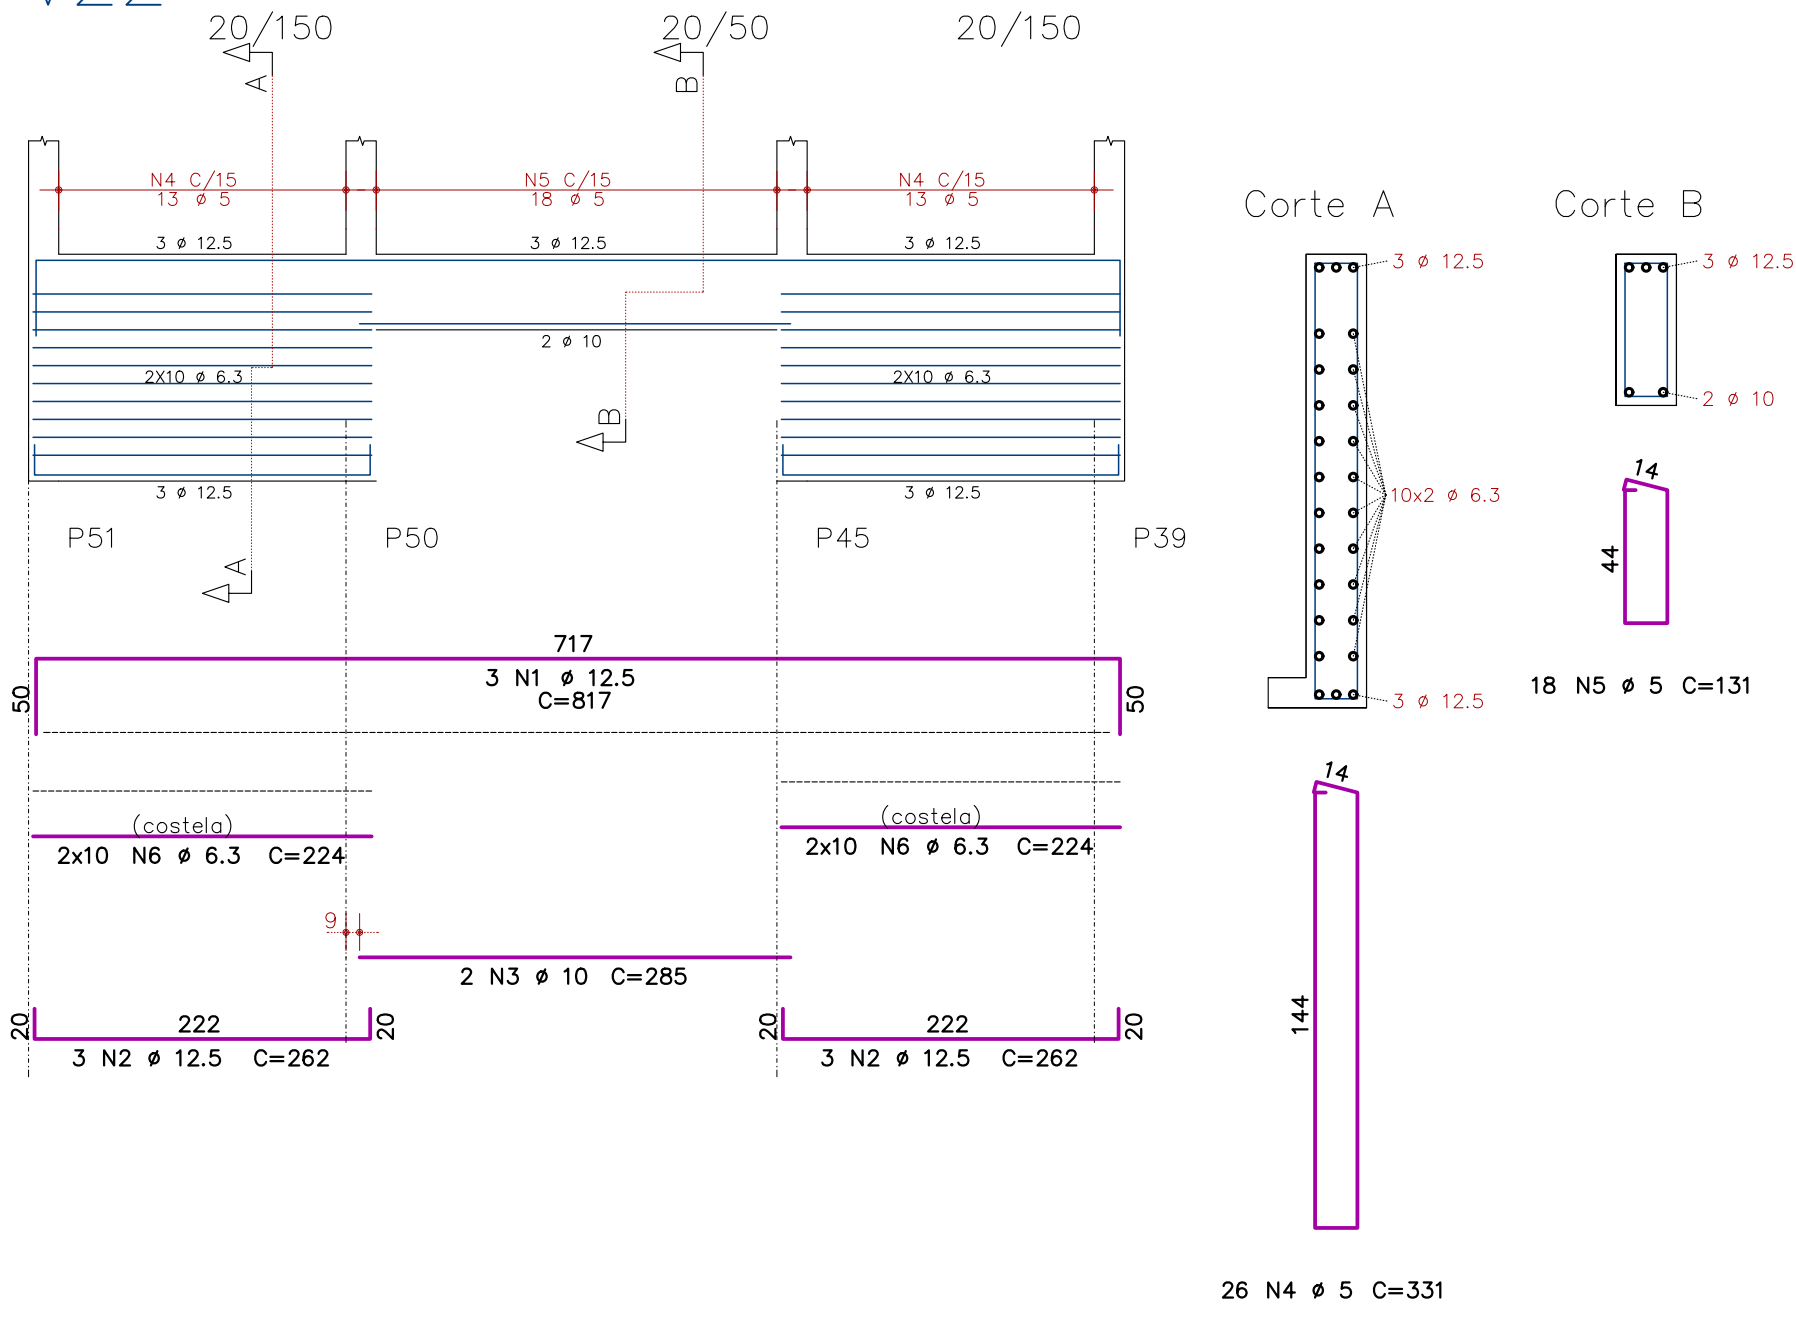 20/150 20/50 20/150
A B
N4 C/15 N5 C/15 N4 C/15
13 ø 5 18 ø 5 13 ø 5
3 ø 12.5 3 ø 12.5 3 ø 12.5
2 ø 10
2X10 ø 6.3 2X10 ø 6.3
B
3 ø 12.5 3 ø 12.5
P51 P50 P45 P39
A
717
50 3 N1 ø 12.5 50
C=817
(costela) (costela)
2x10 N6 ø 6.3 C=224 2x10 N6 ø 6.3 C=224
9
2 N3 ø 10 C=285
20 222 20 20 222 20
3 N2 ø 12.5 C=262 3 N2 ø 12.5 C=262
Corte A
3 ø 12.5
10x2 ø 6.3
3 ø 12.5
14
144
26 N4 ø 5 C=331
Corte B
3 ø 12.5
2 ø 10
14
44
18 N5 ø 5 C=131